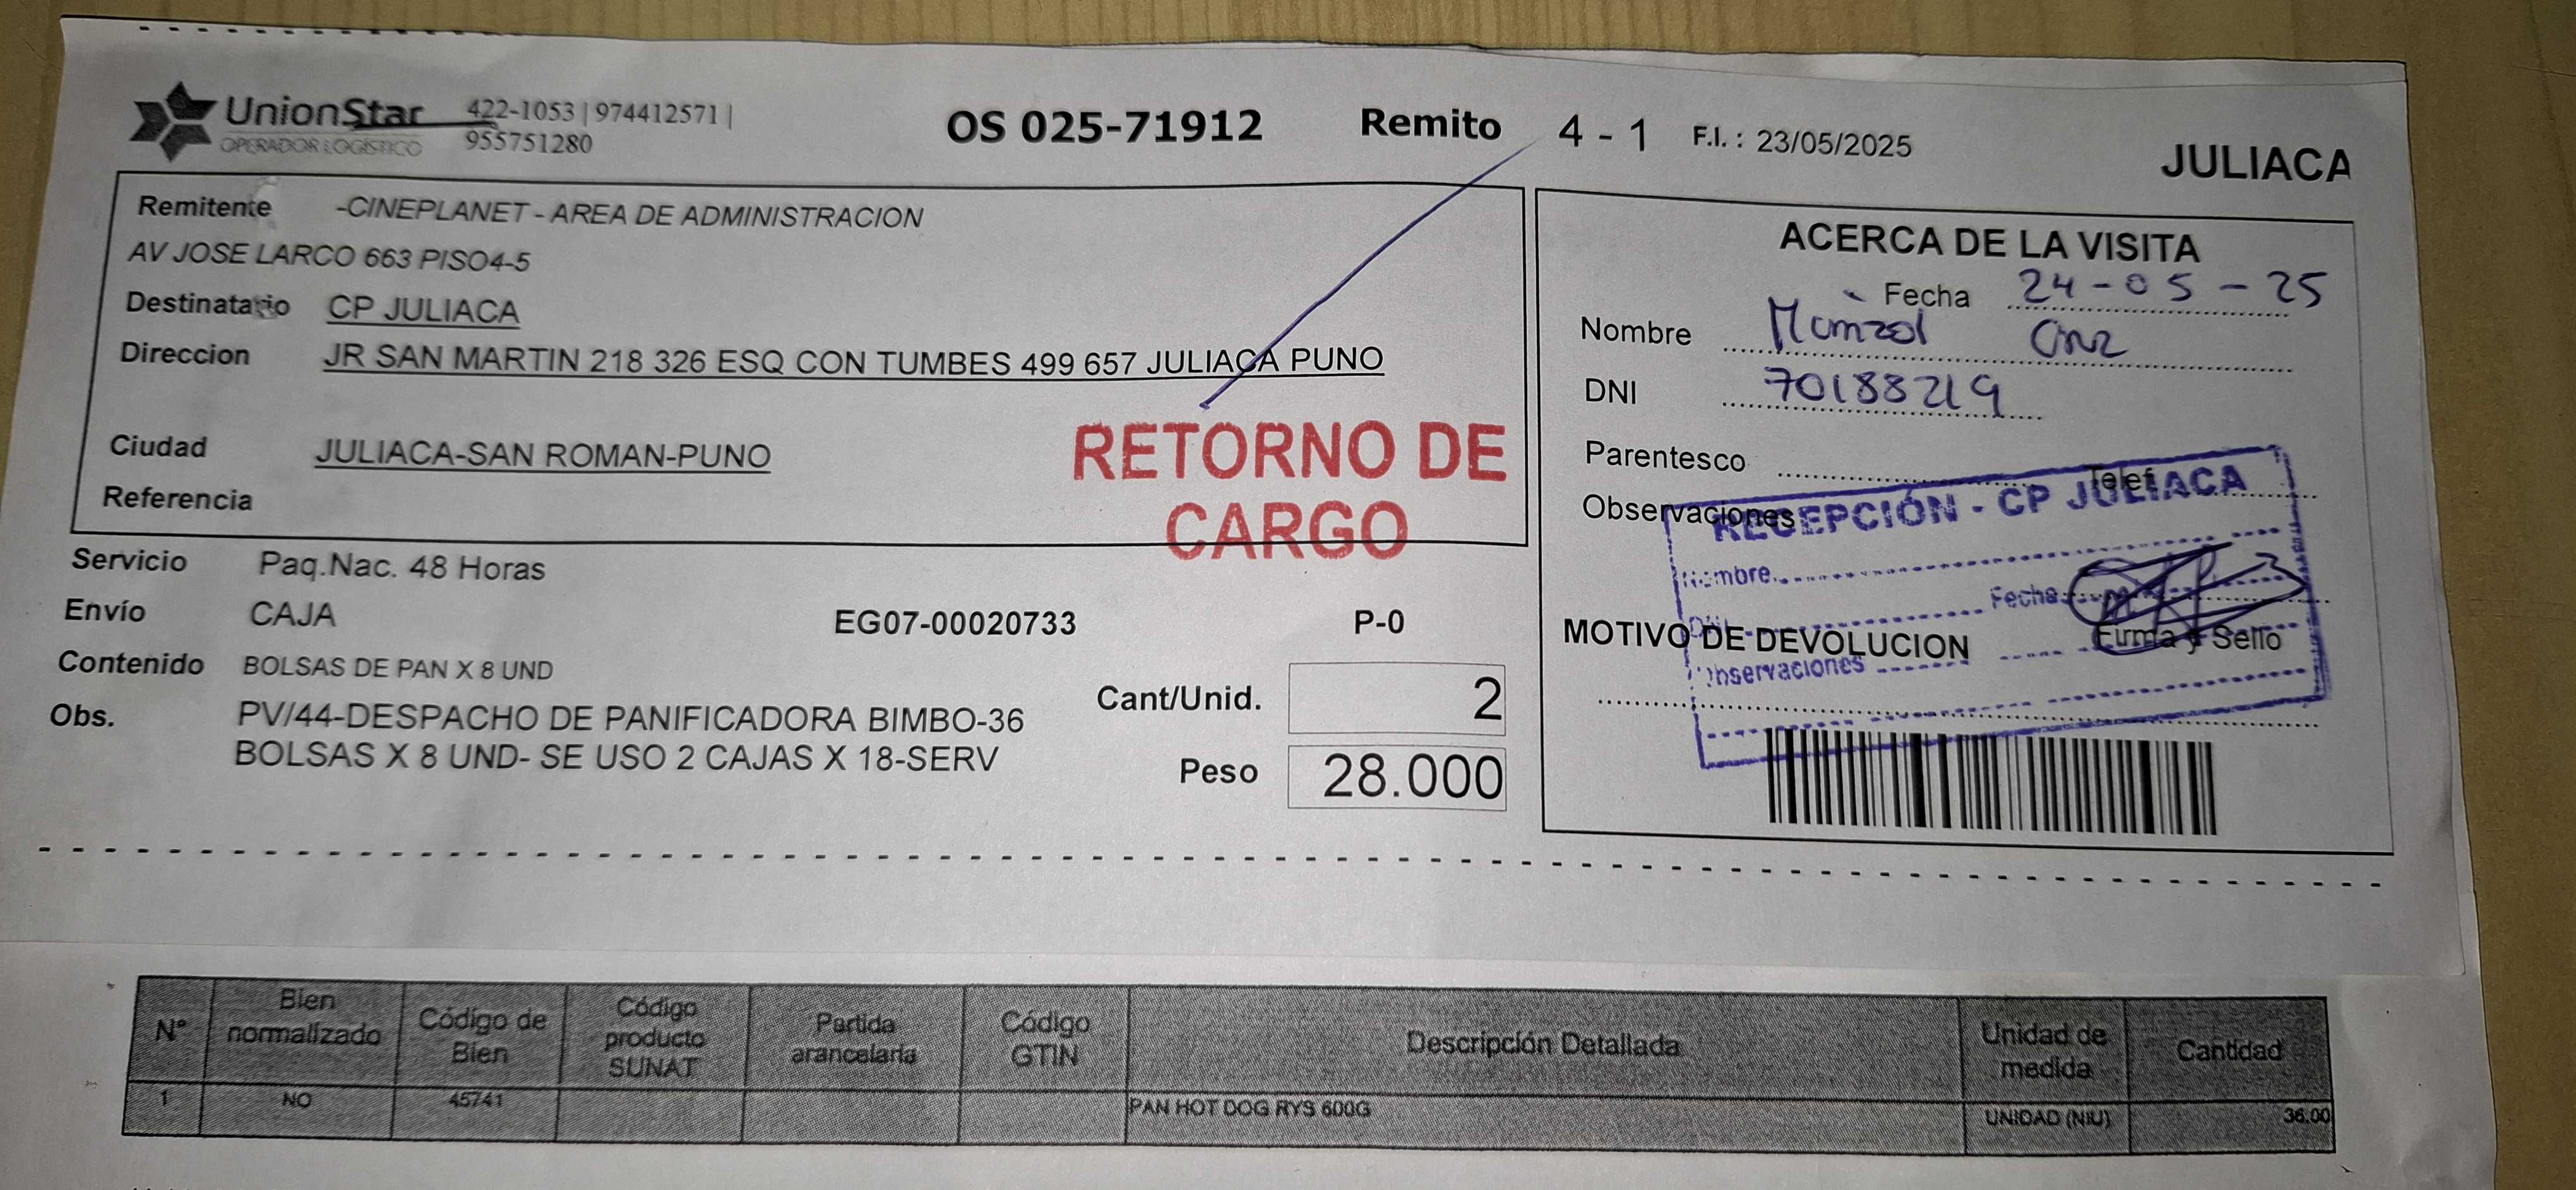 UnionStar 422-1053 | 974412571 |
OPERADOR LOGÍSTICO 955751280
OS 025-71912 Remito 4 - 1 F.I. : 23/05/2025
JULIACA
Remitente -CINEPLANET - AREA DE ADMINISTRACION
AV JOSE LARCO 663 PISO4-5
Destinatario CP JULIACA
Direccion JR SAN MARTIN 218 326 ESQ CON TUMBES 499 657 JULIACA PUNO
Ciudad JULIACA-SAN ROMAN-PUNO
Referencia
RETORNO DE
CARGO
Servicio Paq.Nac. 48 Horas
Envío CAJA EG07-00020733 P-0
Contenido BOLSAS DE PAN X 8 UND
Cant/Unid. 2
Obs. PV/44-DESPACHO DE PANIFICADORA BIMBO-36
BOLSAS X 8 UND- SE USO 2 CAJAS X 18-SERV
Peso 28.000
ACERCA DE LA VISITA
Fecha 24-05-25
Nombre
DNI 70188219
Parentesco Telef
Observaciones
RECEPCIÓN - CP JULIACA
Nombre
Fecha
DNI
Firma y Sello
MOTIVO DE DEVOLUCION
Observaciones
N° Bien normalizado Código de Bien Código producto SUNAT Partida arancelaria Código GTIN Descripción Detallada Unidad de medida Cantidad
1 NO 45741 PAN HOT DOG RYS 600G UNIDAD (NIU) 36.00